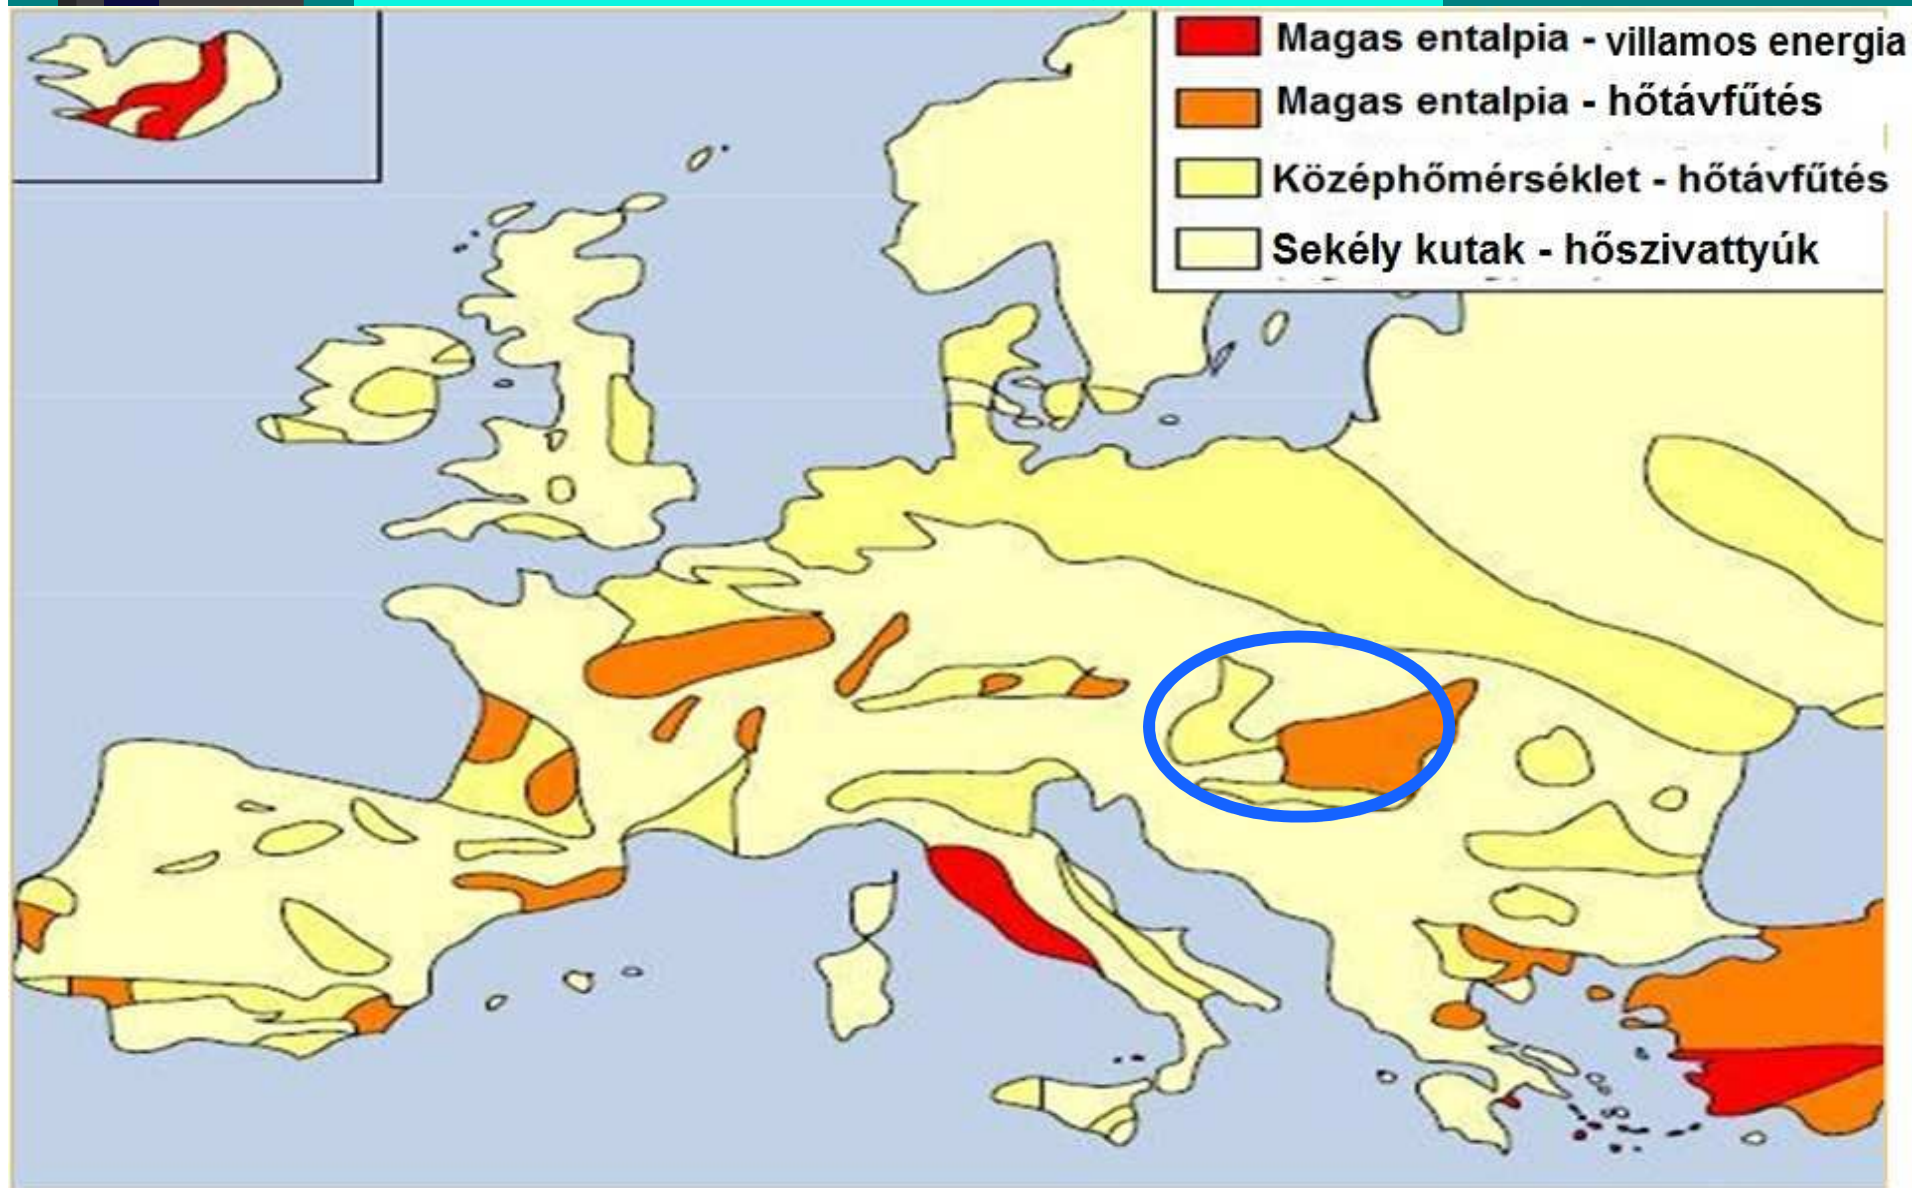 Magas entalpia - villamos energia
Magas entalpia - hőtávfűtés
Középhőmérséklet - hőtávfűtés
Sekély kutak - hőszivattyúk